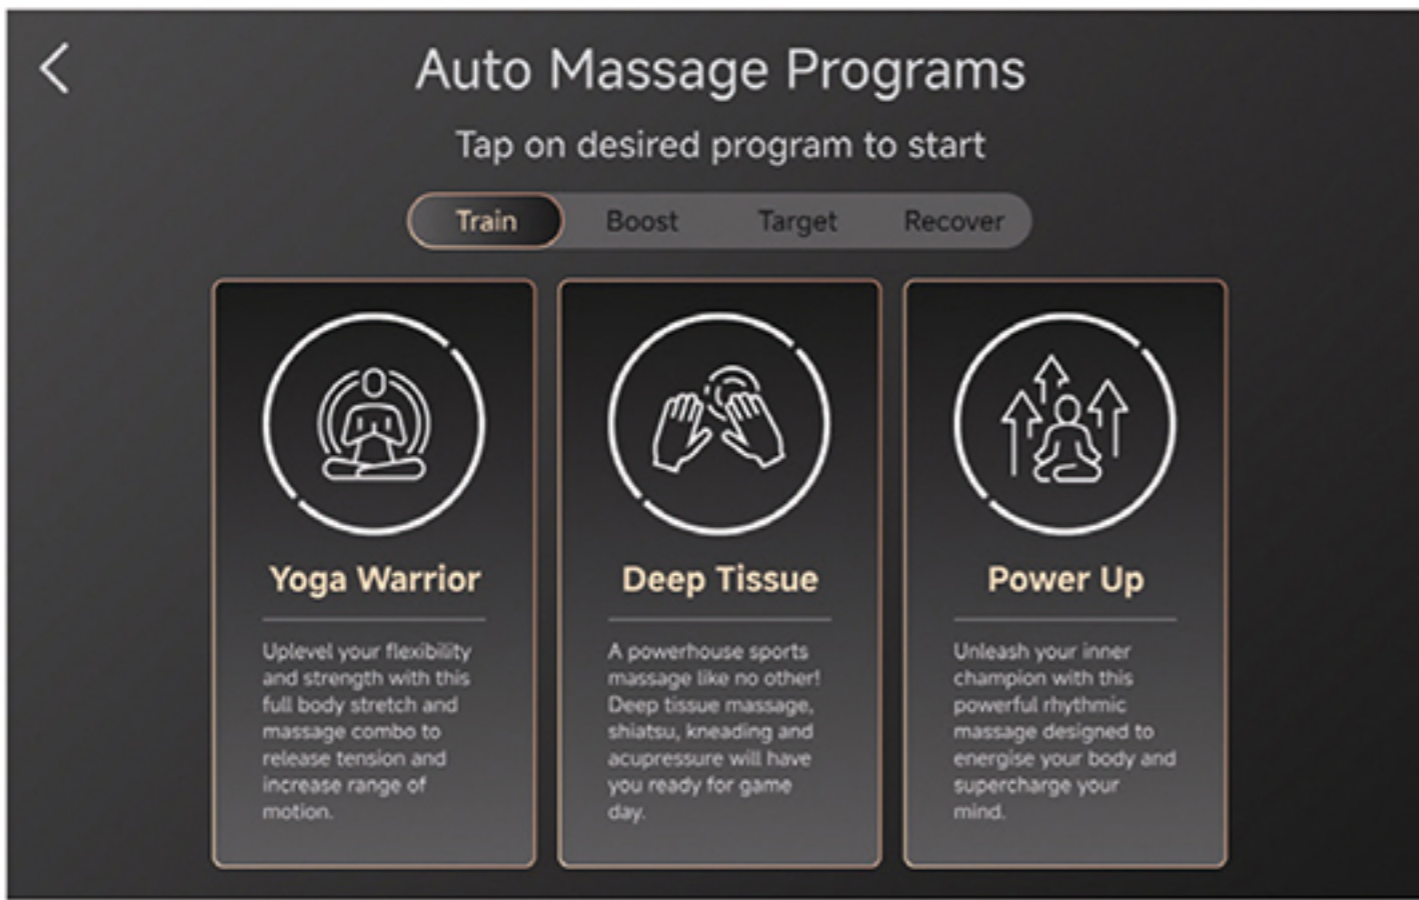 Auto Massage Programs
Tap on desired program to start
Train Boost Target Recover
Yoga Warrior
Uplevel your flexibility
and strength with this
full body stretch and
massage combo to
release tension and
increase range of
motion.
Deep Tissue
A powerhouse sports
massage like no other!
Deep tissue massage,
shiatsu, kneading and
acupressure will have
you ready for game
day.
Power Up
Unleash your inner
champion with this
powerful rhythmic
massage designed to
energise your body and
supercharge your
mind.